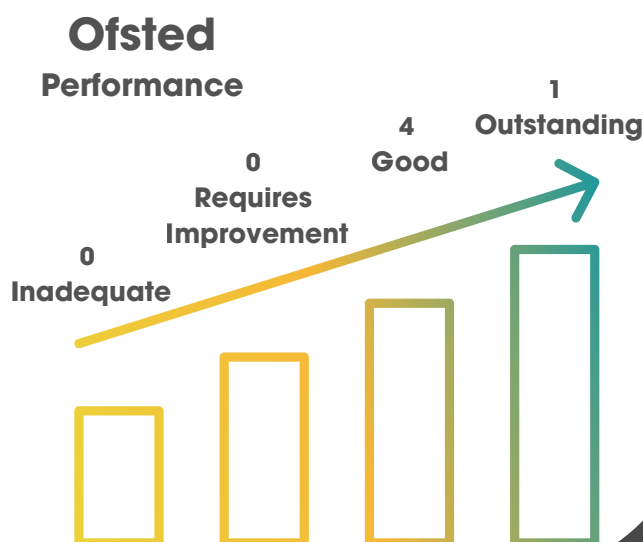 Ofsted
Performance
0
Inadequate
0
Requires
Improvement
4
Good
1
Outstanding